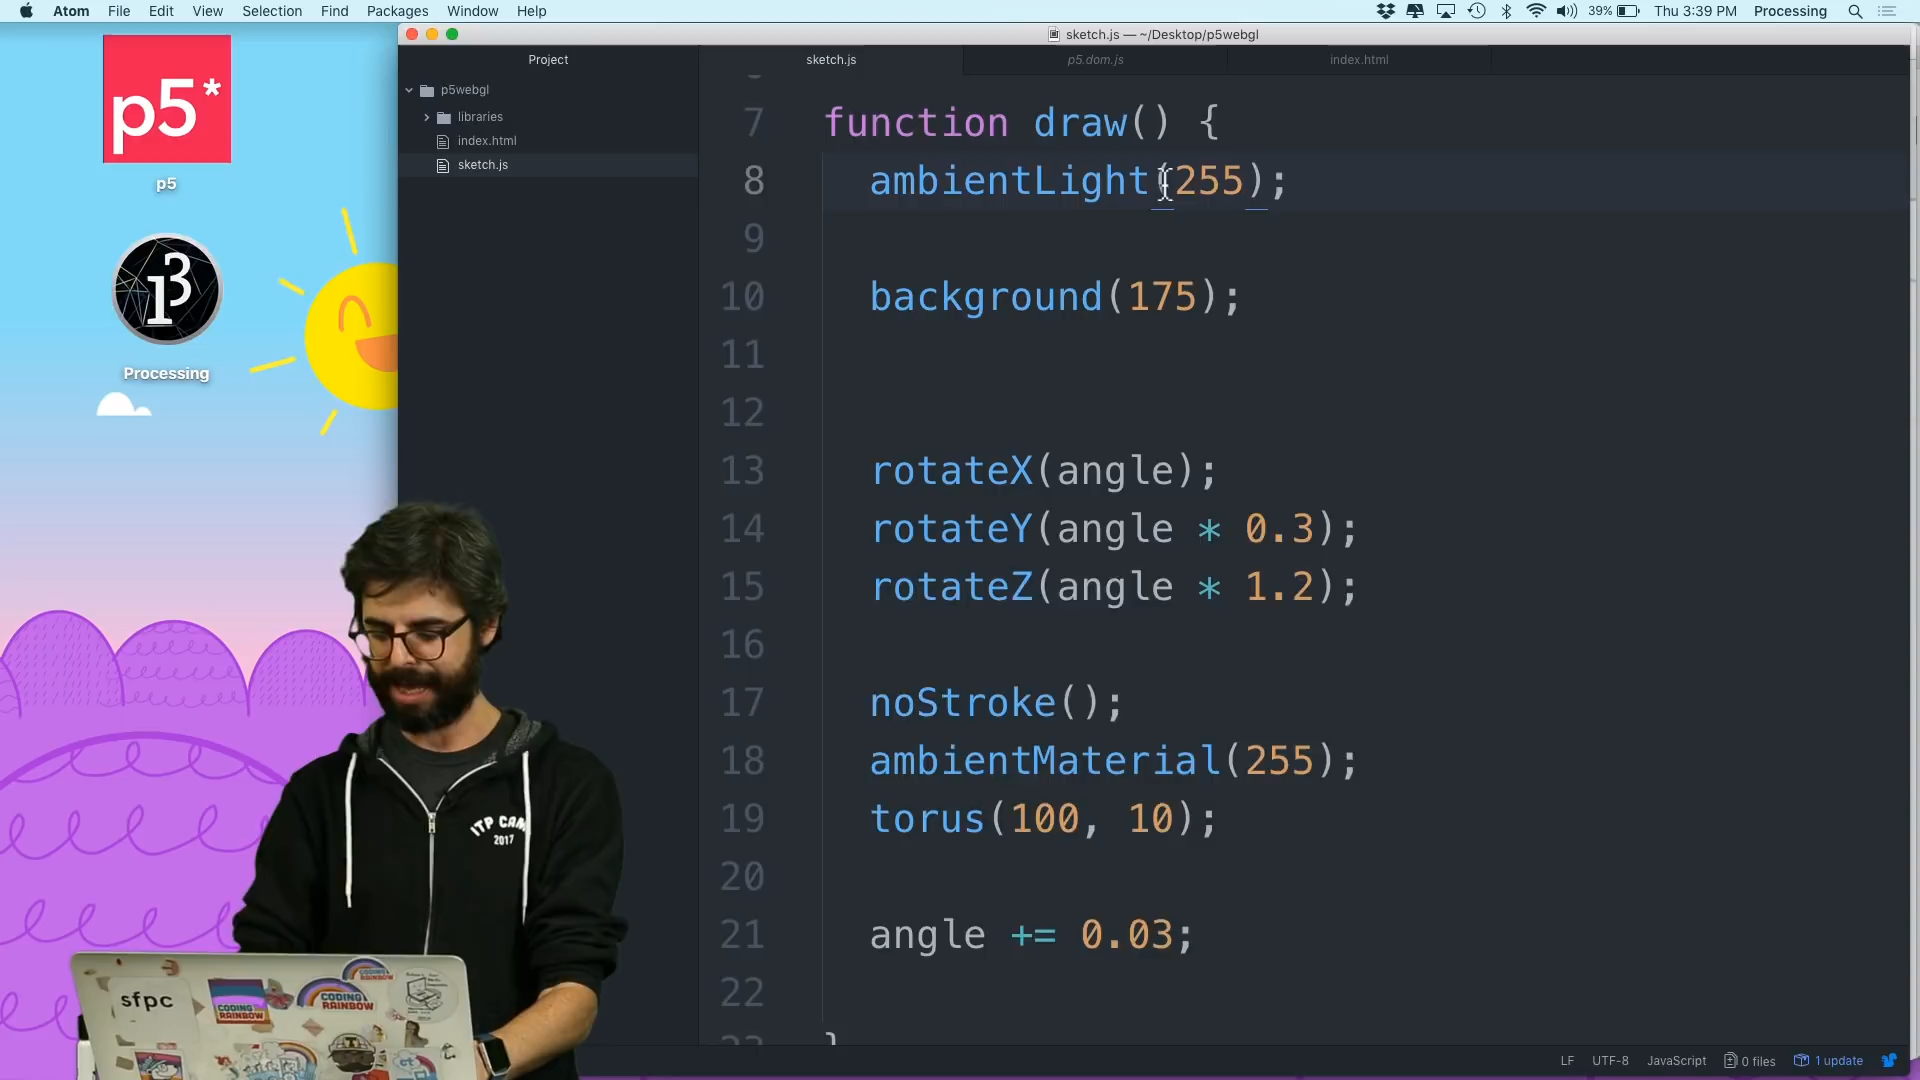 Atom File Edit View Selection Find Packages Window Help 39% Thu 3:39 PM Processing
sketch.js — ~/Desktop/p5webgl
Project sketch.js p5.dom.js index.html
p5*
p5
Processing
p5webgl
libraries
index.html
sketch.js
7 function draw() {
8 ambientLight(255);
9
10 background(175);
11
12
13 rotateX(angle);
14 rotateY(angle * 0.3);
15 rotateZ(angle * 1.2);
16
17 noStroke();
18 ambientMaterial(255);
19 torus(100, 10);
20
21 angle += 0.03;
22
23 }
ITP CAMP
2017
sfpc
CODING
RAINBOW
CODING
RAINBOW
LF UTF-8 JavaScript 0 files 1 update